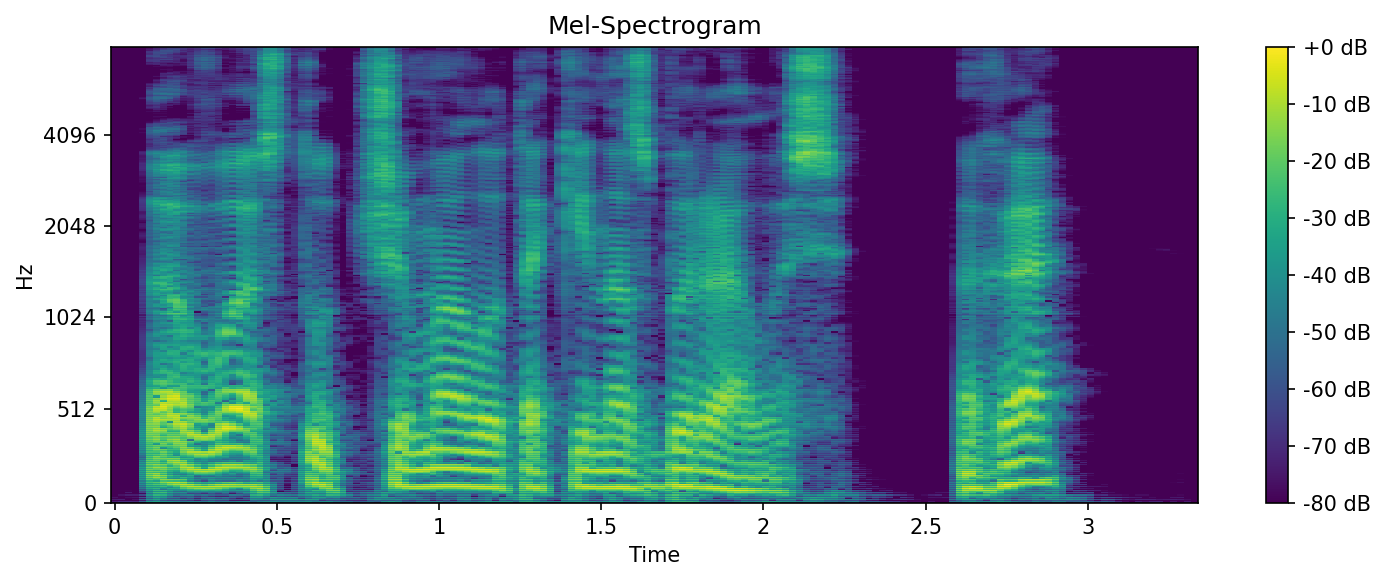 Mel-Spectrogram
+0 dB
-10 dB
-20 dB
-30 dB
-40 dB
-50 dB
-60 dB
-70 dB
-80 dB
Hz
4096
2048
1024
512
0
0 0.5 1 1.5 2 2.5 3
Time